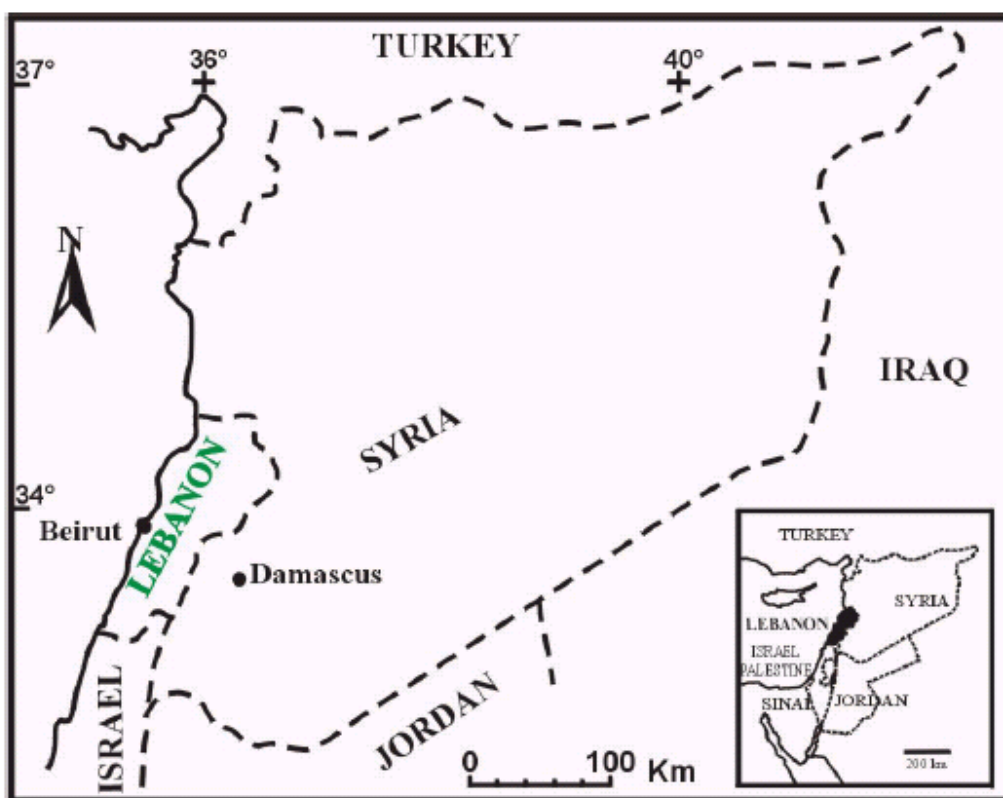 TURKEY
37°
36°
40°
N
IRAQ
SYRIA
LEBANON
34°
Beirut
Damascus
ISRAEL
JORDAN
0 100 Km
TURKEY
SYRIA
LEBANON
ISRAEL
PALESTINE
SINAI
JORDAN
200 km